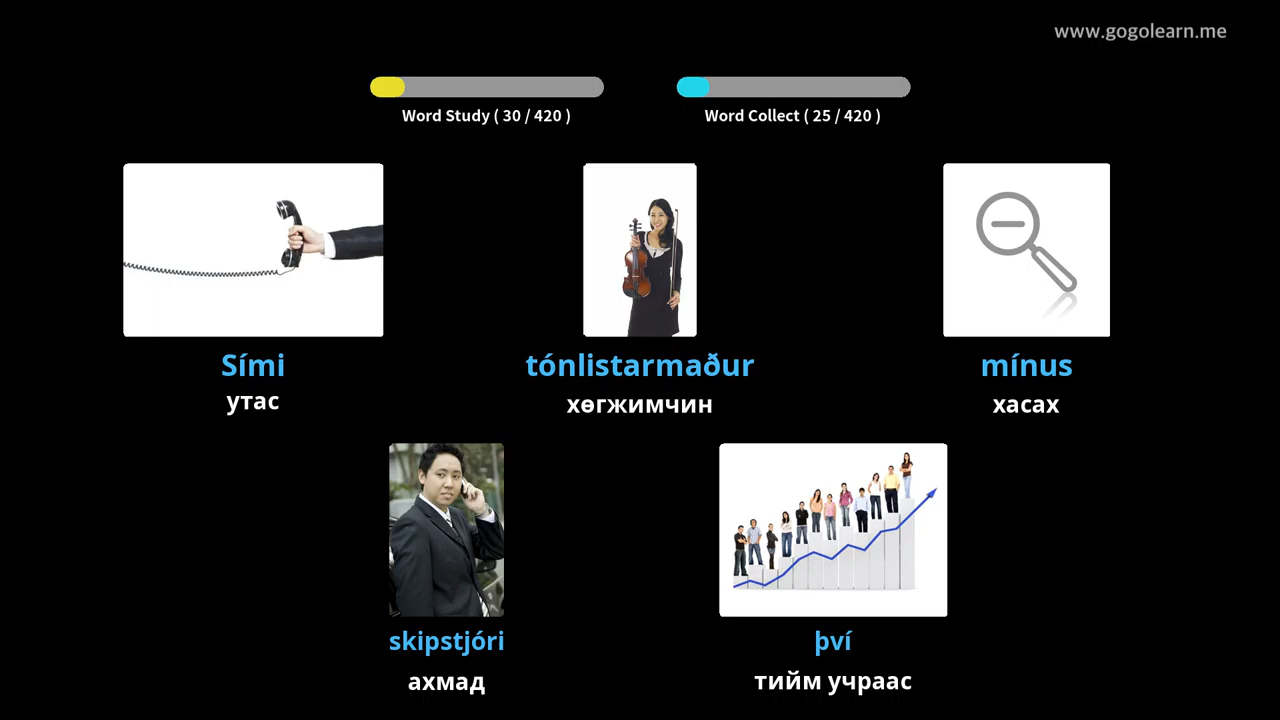 www.gogolearn.me
Word Study ( 30 / 420 )
Word Collect ( 25 / 420 )
Sími
утас
tónlistarmaður
хөгжимчин
mínus
хасах
skipstjóri
ахмад
því
тийм учраас